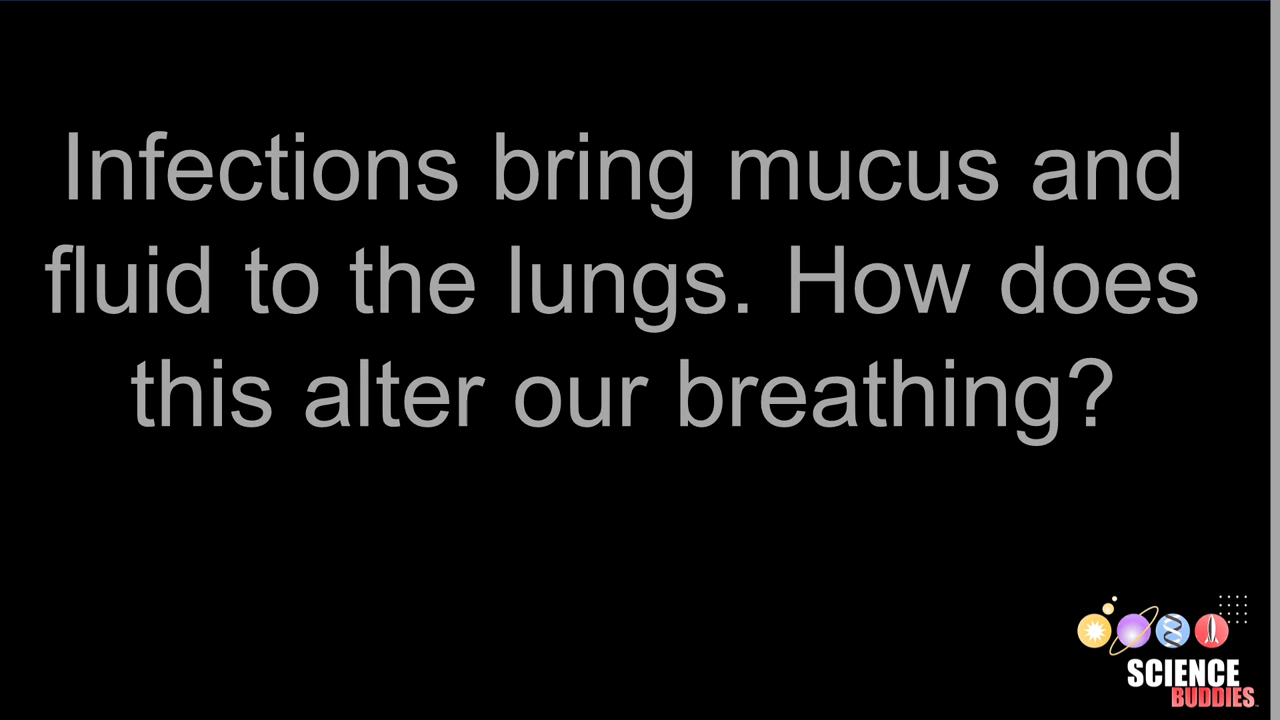 Infections bring mucus and
fluid to the lungs. How does
this alter our breathing?
SCIENCE
BUDDIES